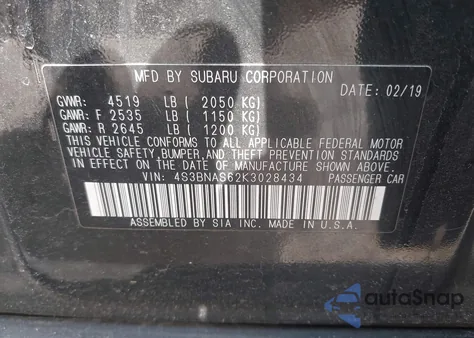 MFD BY SUBARU CORPORATION
DATE: 02/19
GVWR: 4519 LB ( 2050 KG)
GAWR: F 2535 LB ( 1150 KG)
GAWR: R 2645 LB ( 1200 KG)
THIS VEHICLE CONFORMS TO ALL APPLICABLE FEDERAL MOTOR
VEHICLE SAFETY, BUMPER, AND THEFT PREVENTION STANDARDS
IN EFFECT ON THE DATE OF MANUFACTURE SHOWN ABOVE.
VIN: 4S3BNAS62K3028434 PASSENGER CAR
ASSEMBLED BY SIA INC. MADE IN U.S.A.
autoSnap